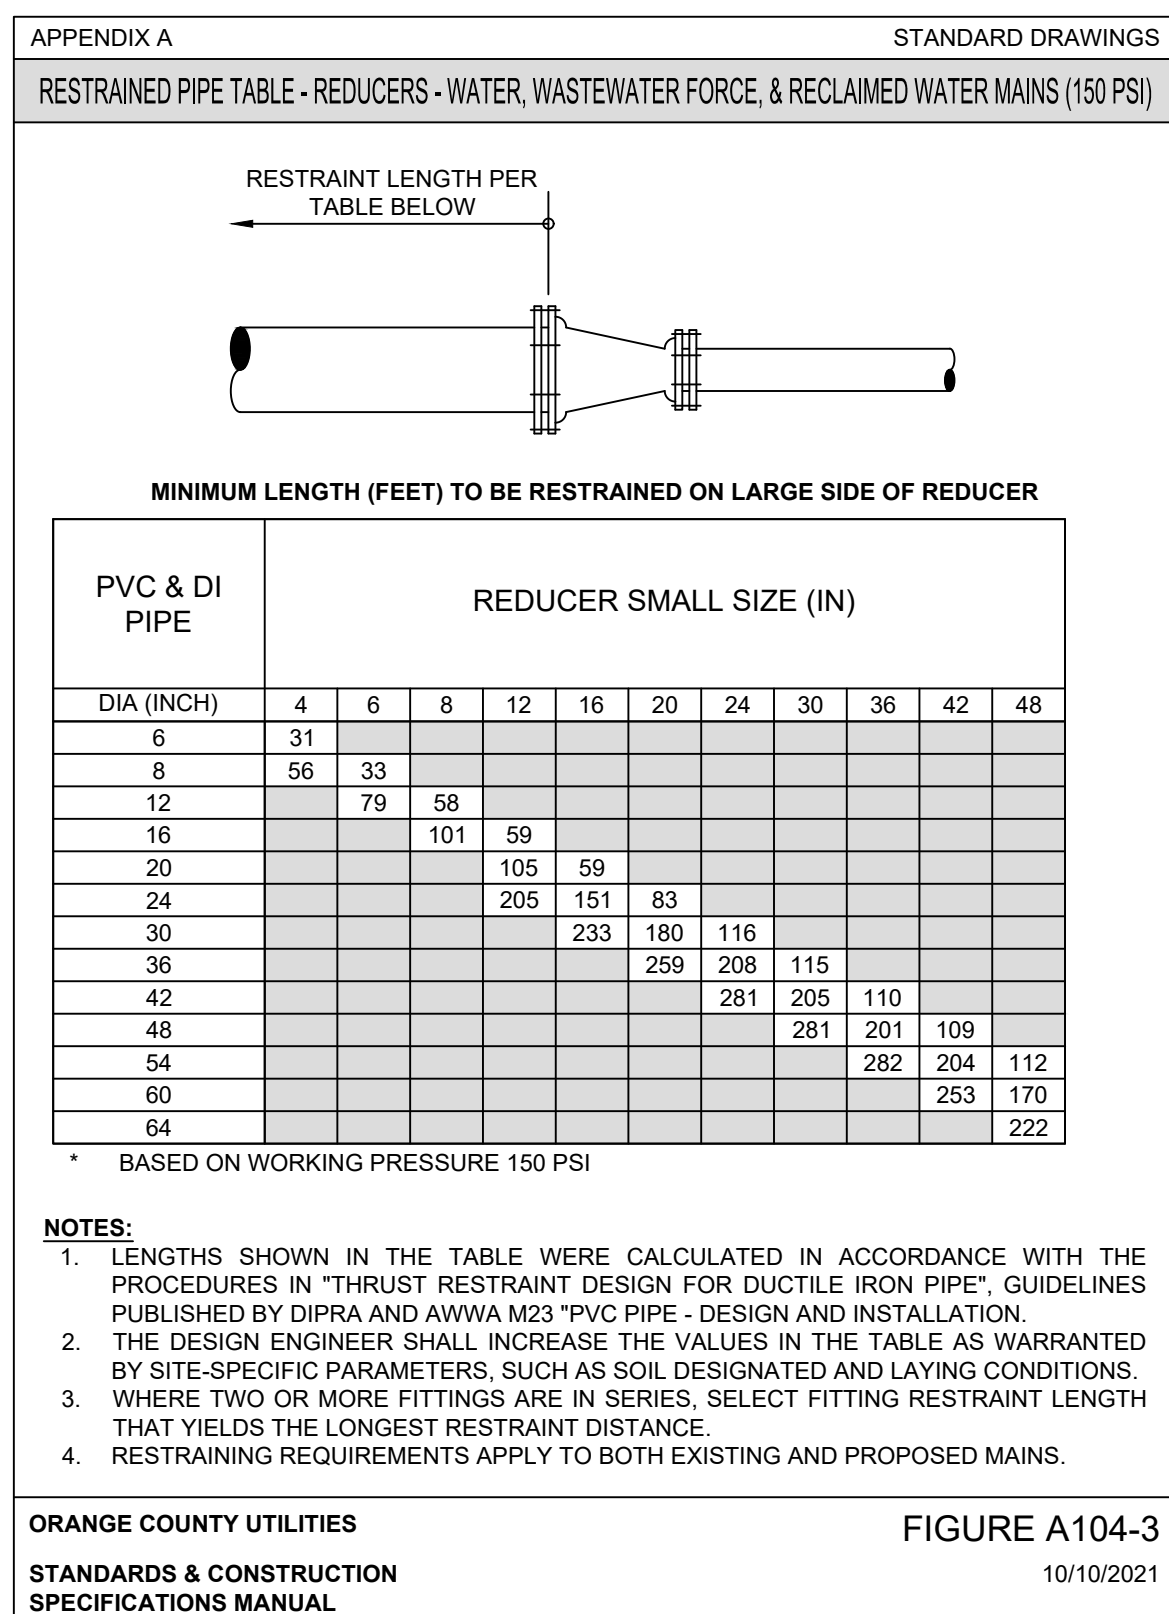 APPENDIX A STANDARD DRAWINGS
RESTRAINED PIPE TABLE - REDUCERS - WATER, WASTEWATER FORCE, & RECLAIMED WATER MAINS (150 PSI)
RESTRAINT LENGTH PER
TABLE BELOW
MINIMUM LENGTH (FEET) TO BE RESTRAINED ON LARGE SIDE OF REDUCER
PVC & DI
PIPE
REDUCER SMALL SIZE (IN)
DIA (INCH) 4 6 8 12 16 20 24 30 36 42 48
6 31
8 56 33
12 79 58
16 101 59
20 105 59
24 205 151 83
30 233 180 116
36 259 208 115
42 281 205 110
48 281 201 109
54 282 204 112
60 253 170
64 222
* BASED ON WORKING PRESSURE 150 PSI
NOTES:
1. LENGTHS SHOWN IN THE TABLE WERE CALCULATED IN ACCORDANCE WITH THE
PROCEDURES IN "THRUST RESTRAINT DESIGN FOR DUCTILE IRON PIPE", GUIDELINES
PUBLISHED BY DIPRA AND AWWA M23 "PVC PIPE - DESIGN AND INSTALLATION.
2. THE DESIGN ENGINEER SHALL INCREASE THE VALUES IN THE TABLE AS WARRANTED
BY SITE-SPECIFIC PARAMETERS, SUCH AS SOIL DESIGNATED AND LAYING CONDITIONS.
3. WHERE TWO OR MORE FITTINGS ARE IN SERIES, SELECT FITTING RESTRAINT LENGTH
THAT YIELDS THE LONGEST RESTRAINT DISTANCE.
4. RESTRAINING REQUIREMENTS APPLY TO BOTH EXISTING AND PROPOSED MAINS.
ORANGE COUNTY UTILITIES FIGURE A104-3
STANDARDS & CONSTRUCTION 10/10/2021
SPECIFICATIONS MANUAL